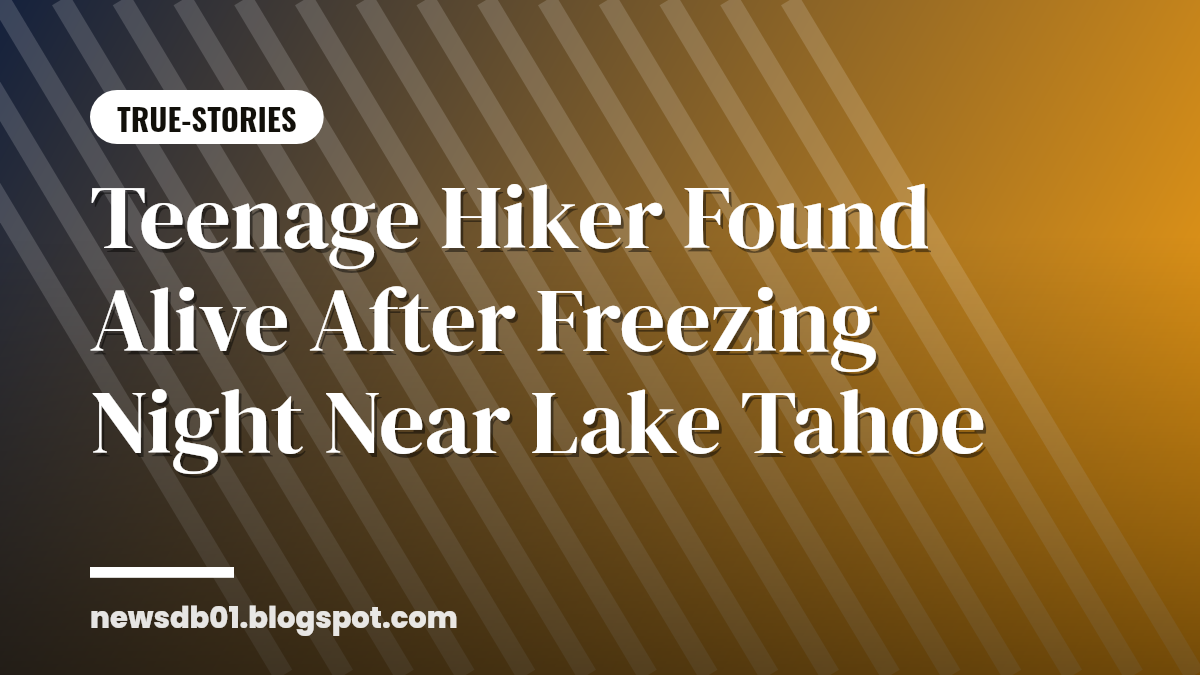 TRUE-STORIES
Teenage Hiker Found
Alive After Freezing
Night Near Lake Tahoe
newsdb01.blogspot.com